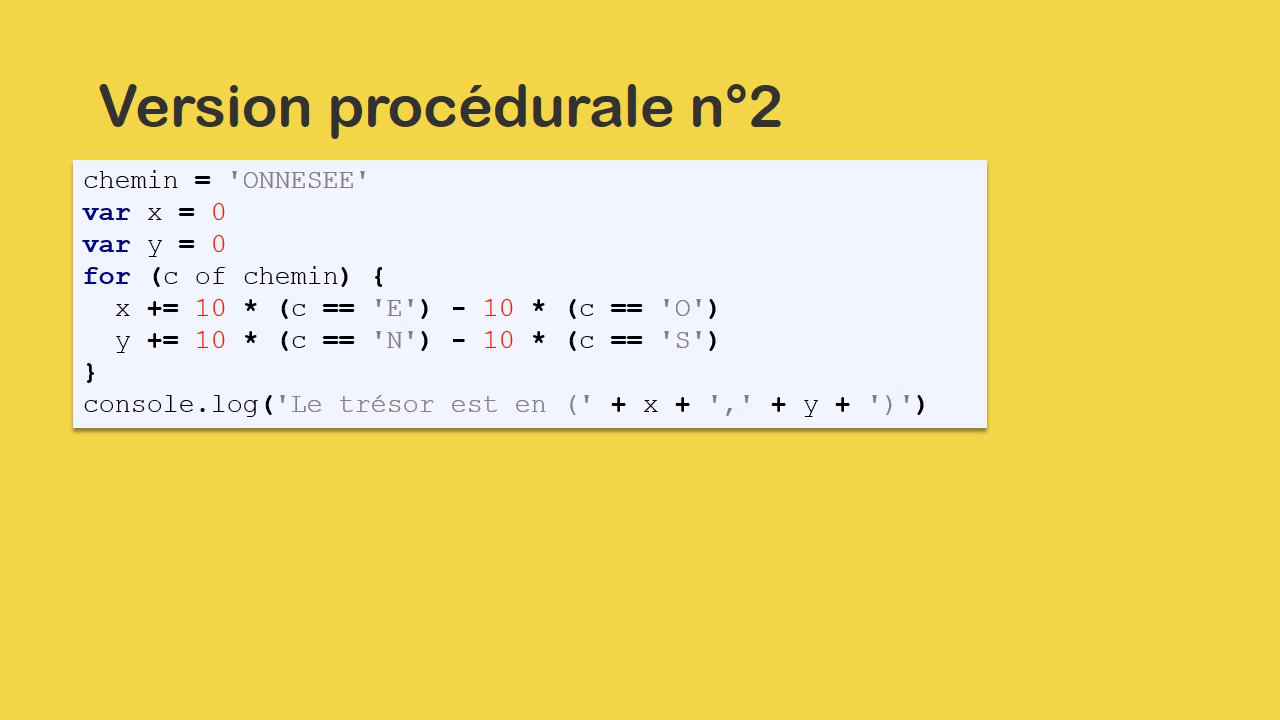 Version procédurale n°2
chemin = 'ONNESEE'
var x = 0
var y = 0
for (c of chemin) {
  x += 10 * (c == 'E') - 10 * (c == 'O')
  y += 10 * (c == 'N') - 10 * (c == 'S')
}
console.log('Le trésor est en (' + x + ',' + y + ')')